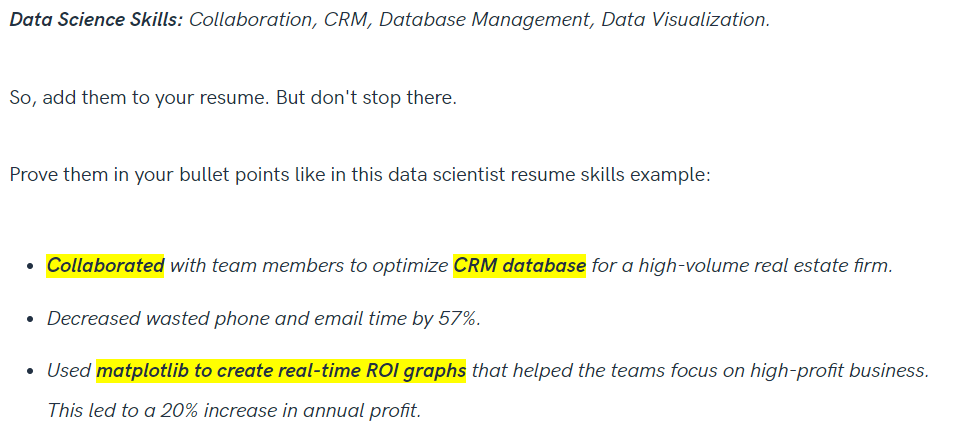 Data Science Skills: Collaboration, CRM, Database Management, Data Visualization.
So, add them to your resume. But don't stop there.
Prove them in your bullet points like in this data scientist resume skills example:
• Collaborated with team members to optimize CRM database for a high-volume real estate firm.
• Decreased wasted phone and email time by 57%.
• Used matplotlib to create real-time ROI graphs that helped the teams focus on high-profit business.
This led to a 20% increase in annual profit.